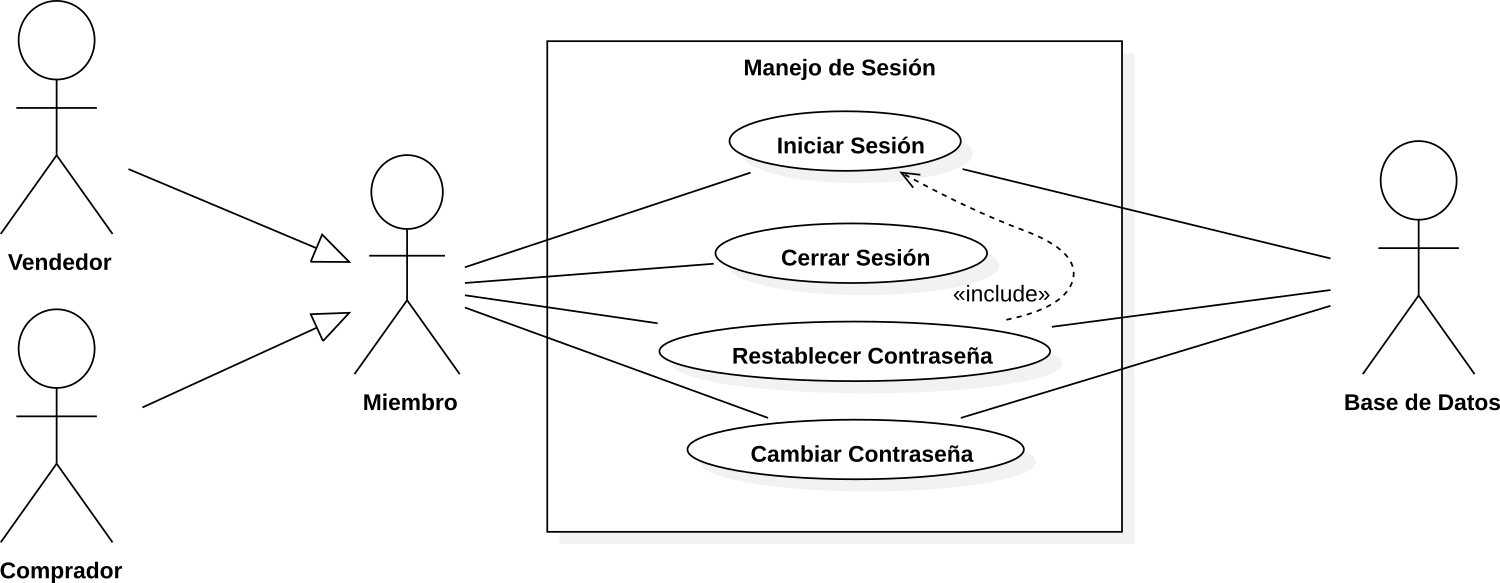 Manejo de Sesión
Iniciar Sesión
Vendedor
Cerrar Sesión
«include»
Restablecer Contraseña
Miembro
Base de Datos
Cambiar Contraseña
Comprador